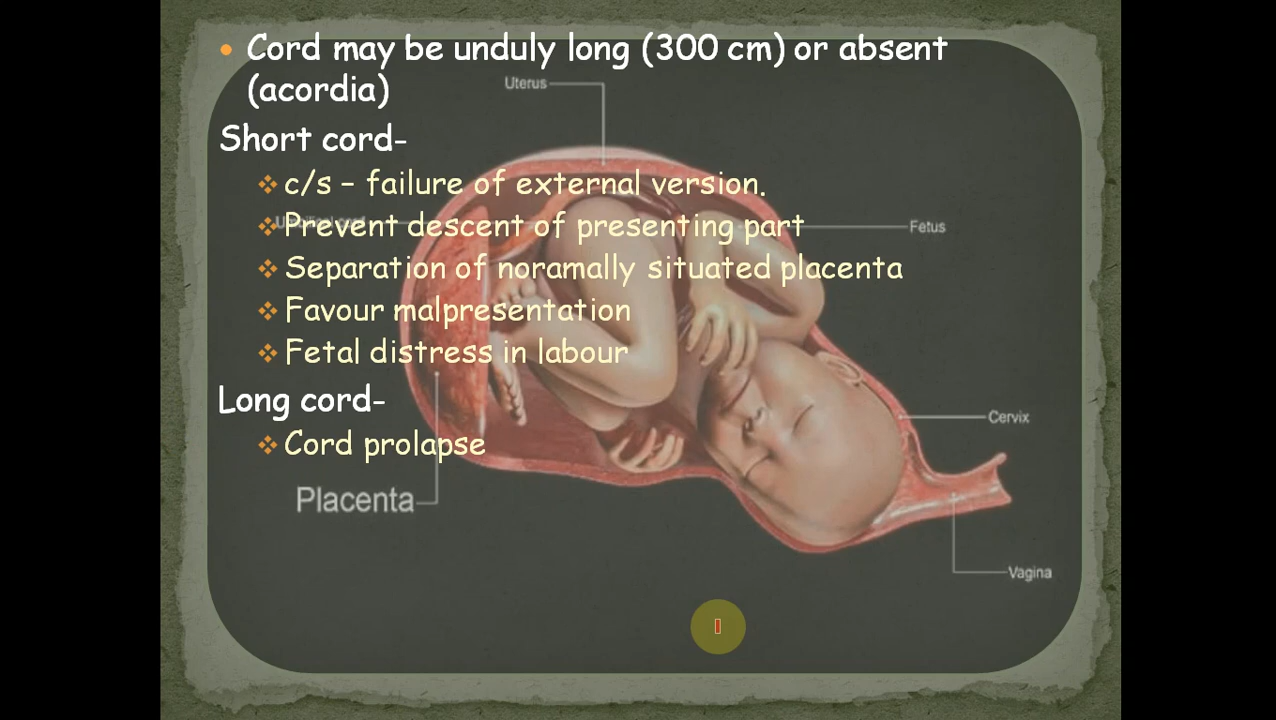 Cord may be unduly long (300 cm) or absent
(acordia)
Uterus
Short cord-
c/s – failure of external version.
Umbilical cord
Prevent descent of presenting part
Fetus
Separation of noramally situated placenta
Favour malpresentation
Fetal distress in labour
Long cord-
Cervix
Cord prolapse
Placenta
Vagina